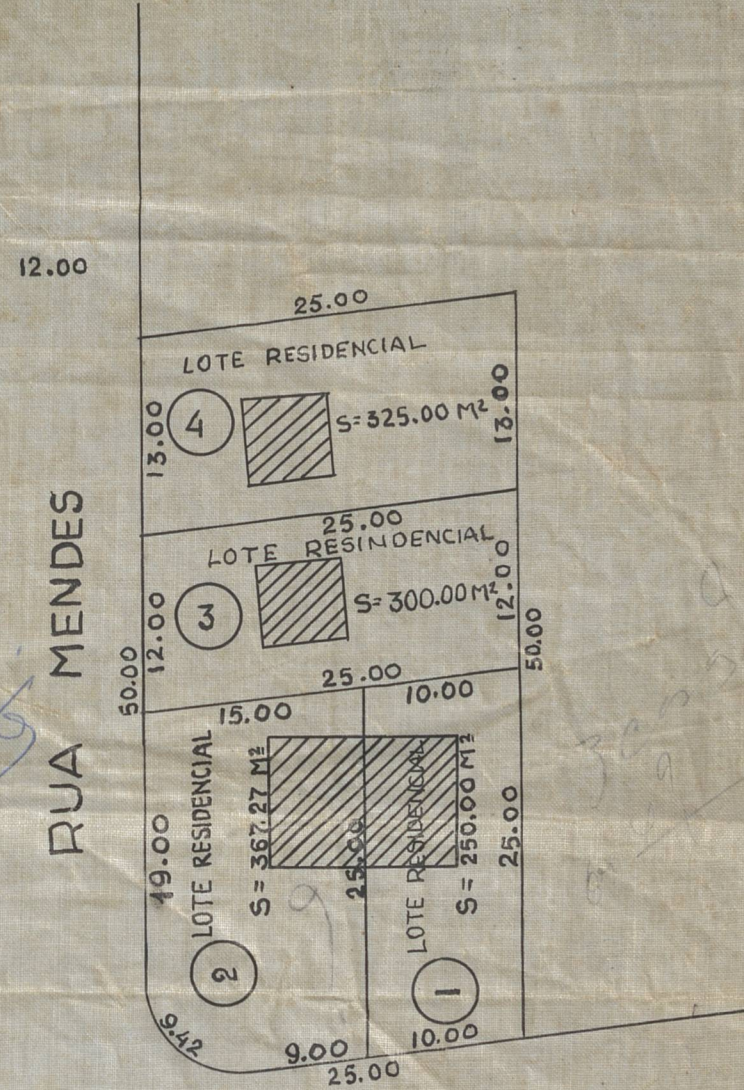 12.00
25.00
LOTE RESIDENCIAL
4
S=325.00 M²
13.00
13.00
RUA MENDES
25.00
LOTE RESINDENCIAL
3
S=300.00 M²
12.00
12.00
50.00
50.00
25.00
15.00
10.00
LOTE RESIDENCIAL
S= 367.27 M²
19.00
2
25.00
LOTE RESIDENCIAL
S= 250.00 M²
25.00
1
9.42
9.00
10.00
25.00